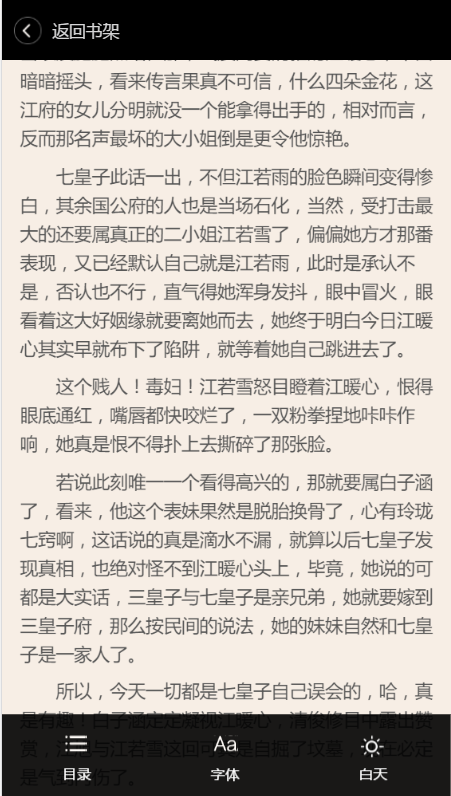 返回书架
暗暗摇头，看来传言果真不可信，什么四朵金花，这
江府的女儿分明就没一个能拿得出手的，相对而言，
反而那名声最坏的大小姐倒是更令他惊艳。
七皇子此话一出，不但江若雨的脸色瞬间变得惨
白，其余国公府的人也是当场石化，当然，受打击最
大的还要属真正的二小姐江若雪了，偏偏她方才那番
表现，又已经默认自己就是江若雨，此时是承认不
是，否认也不行，直气得她浑身发抖，眼中冒火，眼
看着这大好姻缘就要离她而去，她终于明白今日江暖
心其实早就布下了陷阱，就等着她自己跳进去了。
这个贱人！毒妇！江若雪怒目瞪着江暖心，恨得
眼底通红，嘴唇都快咬烂了，一双粉拳捏地咔咔作
响，她真是恨不得扑上去撕碎了那张脸。
若说此刻唯一一个看得高兴的，那就要属白子涵
了，看来，他这个表妹果然是脱胎换骨了，心有玲珑
七窍啊，这话说的真是滴水不漏，就算以后七皇子发
现真相，也绝对怪不到江暖心头上，毕竟，她说的可
都是大实话，三皇子与七皇子是亲兄弟，她就要嫁到
三皇子府，那么按民间的说法，她的妹妹自然和七皇
子是一家人了。
所以，今天一切都是七皇子自己误会的，哈，真
是有趣！白子涵定定凝视江暖心，清俊修目中露出赞
赏，
与江若雪这回可
是自掘了坟墓，
在必定
是气
伤了。
目录
Aa
字体
白天